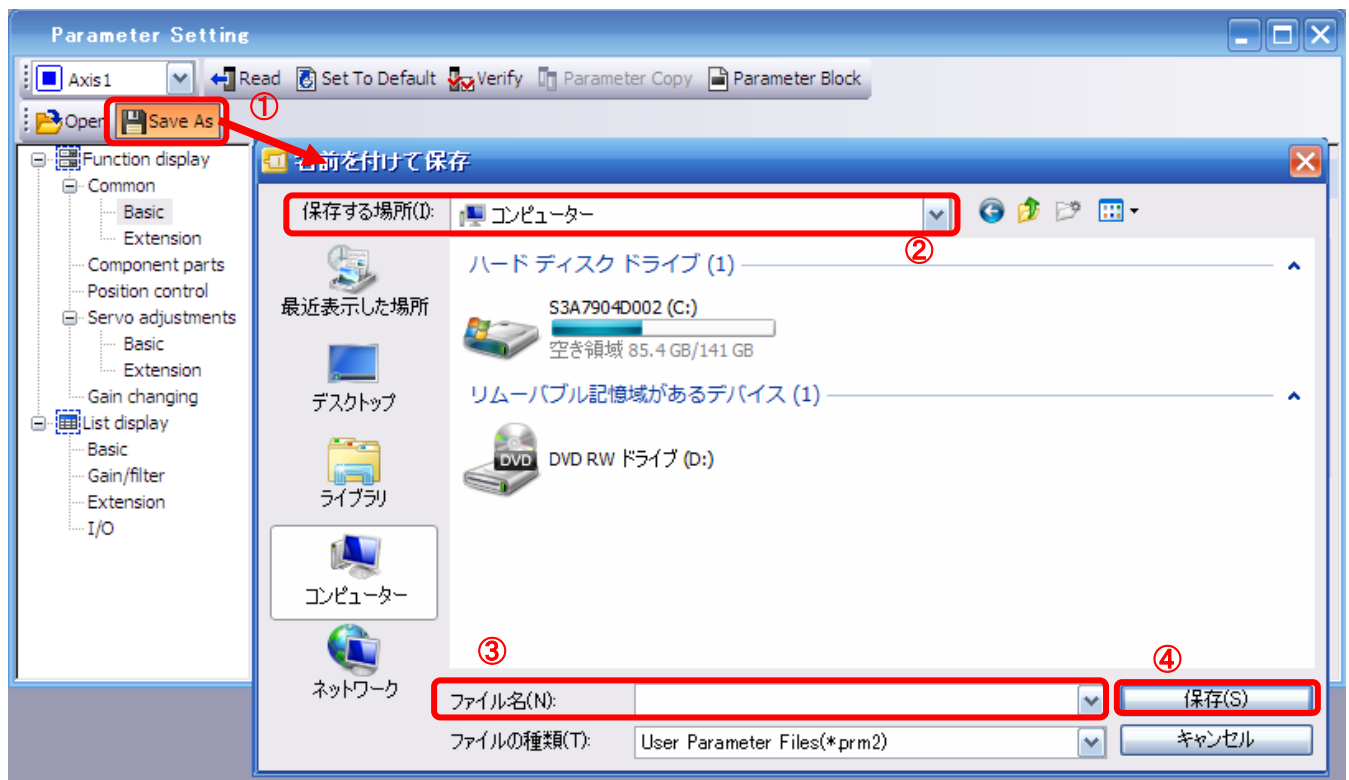 Parameter Setting
Axis1 Read Set To Default Verify Parameter Copy Parameter Block
①
Open Save As
Function display
Common
Basic
Extension
Component parts
Position control
Servo adjustments
Basic
Extension
Gain changing
List display
Basic
Gain/filter
Extension
I/O
名前を付けて保存
保存する場所(I): コンピューター
②
最近表示した場所
デスクトップ
ライブラリ
コンピューター
ネットワーク
ハード ディスク ドライブ (1)
S3A7904D002 (C:)
空き領域 85.4 GB/141 GB
リムーバブル記憶域があるデバイス (1)
DVD
DVD RW ドライブ (D:)
③
④
ファイル名(N):
保存(S)
ファイルの種類(T): User Parameter Files(*.prm2)
キャンセル